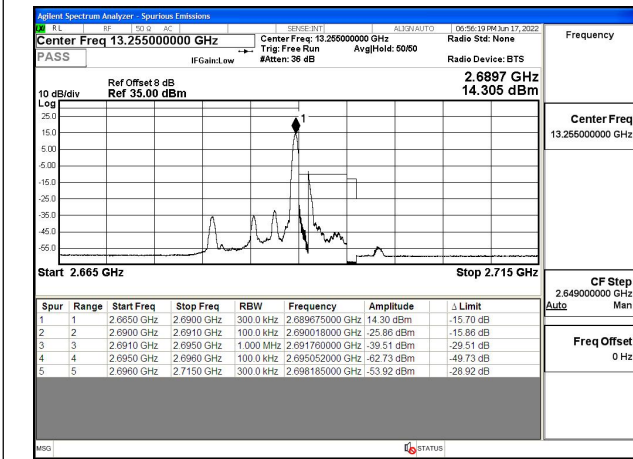 Agilent Spectrum Analyzer - Spurious Emissions
RL RF 50 Ω AC SENSE:INT ALIGNAUTO 06:56:19 PM Jun 17, 2022
Center Freq 13.255000000 GHz
Center Freq: 13.255000000 GHz
Radio Std: None
Trig: Free Run Avg|Hold: 50/50
PASS
IFGain:Low
#Atten: 36 dB
Radio Device: BTS
Ref Offset 8 dB
2.6897 GHz
10 dB/div Ref 35.00 dBm
14.305 dBm
Log
25.0
15.0
5.00
-5.00
-15.0
-25.0
-35.0
-45.0
-55.0
1
Start 2.665 GHz Stop 2.715 GHz
Spur Range Start Freq Stop Freq RBW Frequency Amplitude Δ Limit
1 1 2.6650 GHz 2.6900 GHz 300.0 kHz 2.689675000 GHz 14.30 dBm -15.70 dB
2 2 2.6900 GHz 2.6910 GHz 100.0 kHz 2.690018000 GHz -25.86 dBm -15.86 dB
3 3 2.6910 GHz 2.6950 GHz 1.000 MHz 2.691760000 GHz -39.51 dBm -29.51 dB
4 4 2.6950 GHz 2.6960 GHz 100.0 kHz 2.695052000 GHz -62.73 dBm -49.73 dB
5 5 2.6960 GHz 2.7150 GHz 300.0 kHz 2.698185000 GHz -53.92 dBm -28.92 dB
MSG STATUS
Frequency
Center Freq
13.255000000 GHz
CF Step
2.649000000 GHz
Auto Man
Freq Offset
0 Hz